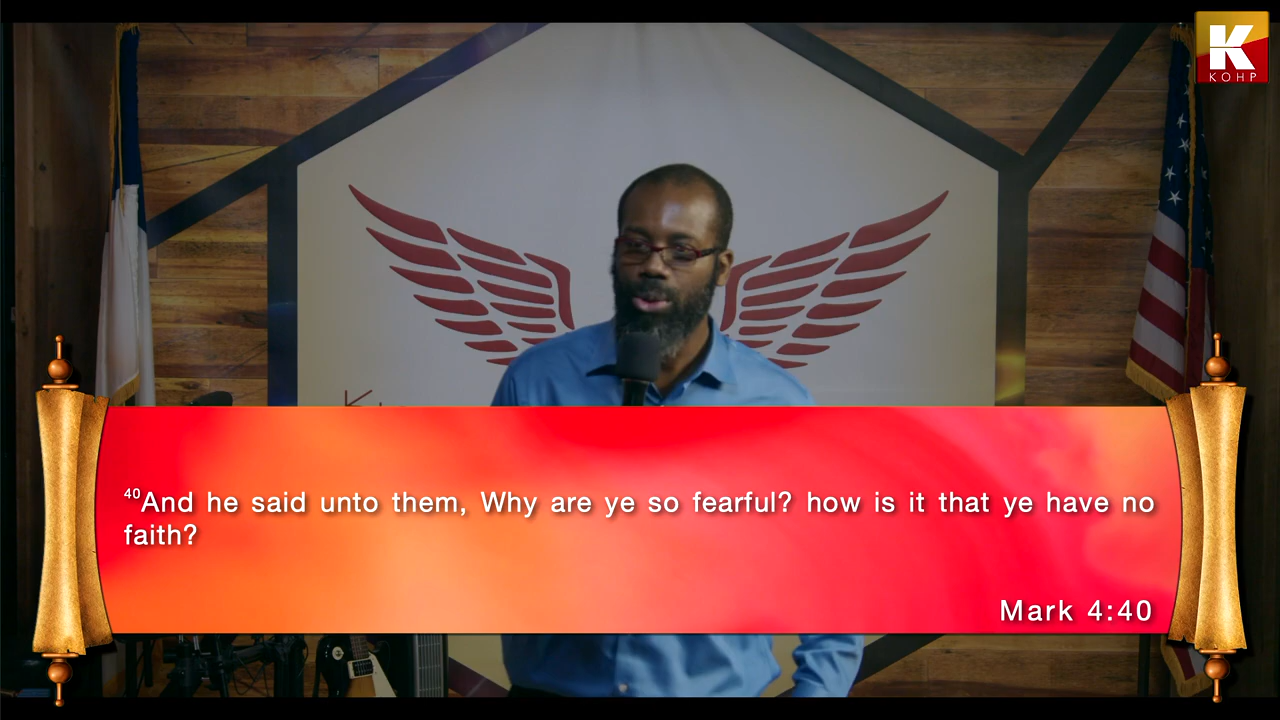 K
KOHP
K
40And he said unto them, Why are ye so fearful? how is it that ye have no
faith?
Mark 4:40